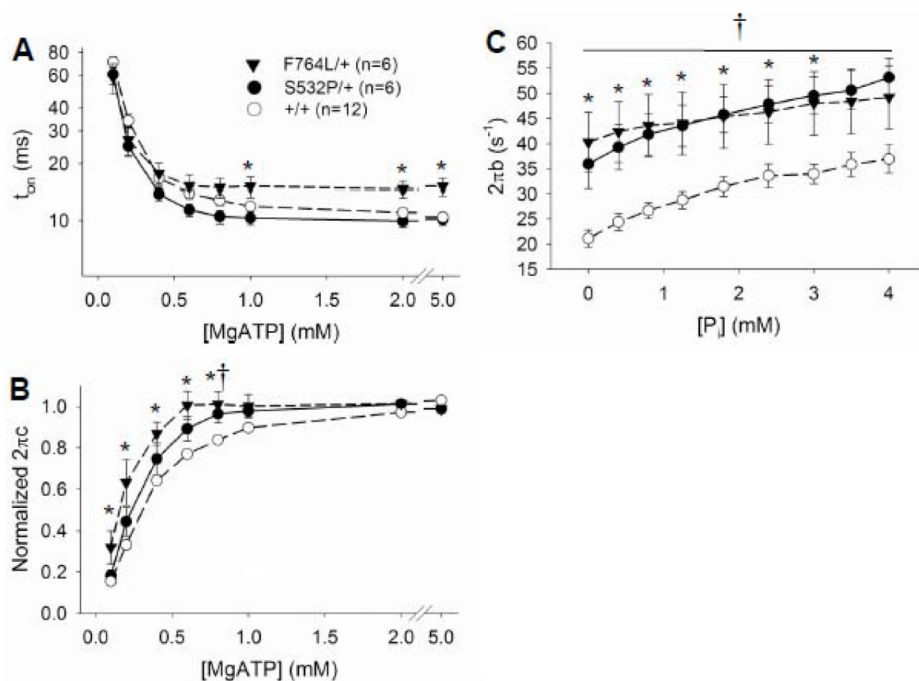 A
80
60
40
30
20
10
t_on (ms)
F764L/+ (n=6)
S532P/+ (n=6)
+/+ (n=12)
* * *
0.0 0.5 1.0 1.5 2.0 5.0
[MgATP] (mM)
B
1.0
0.8
0.6
0.4
0.2
0.0
Normalized 2πc
* * * * *†
0.0 0.5 1.0 1.5 2.0 5.0
[MgATP] (mM)
C
†
60
55
50
45
40
35
30
25
20
15
2πb (s⁻¹)
* * * * * * *
0 1 2 3 4
[Pᵢ] (mM)